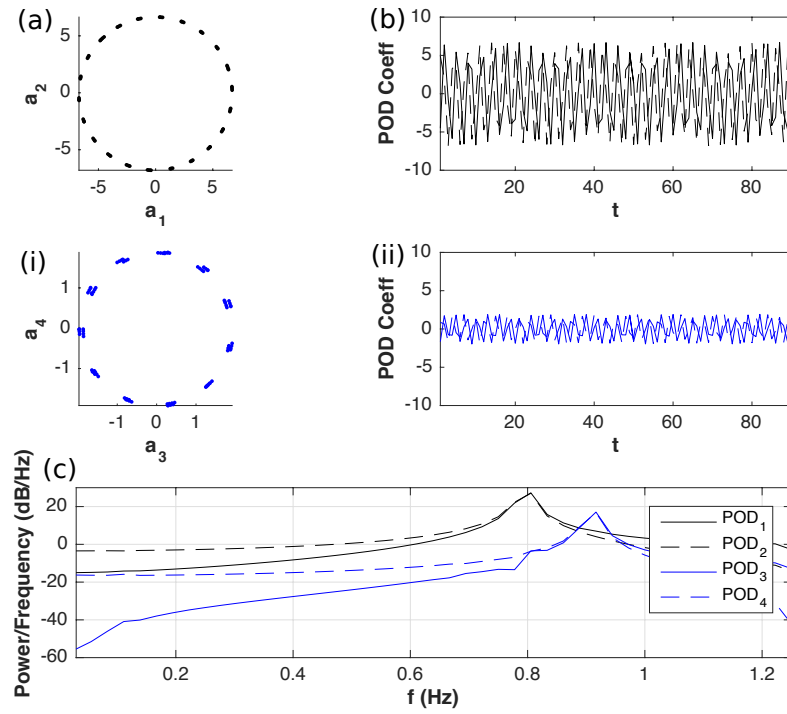 (a)
5
0
-5
a2
-5 0 5
a1
(b)
10
5
0
-5
-10
POD Coeff
20 40 60 80
t
(i)
1
0
-1
a4
-1 0 1
a3
(ii)
10
5
0
-5
-10
POD Coeff
20 40 60 80
t
(c)
20
0
-20
-40
-60
Power/Frequency (dB/Hz)
0.2 0.4 0.6 0.8 1 1.2
f (Hz)
POD1
POD2
POD3
POD4